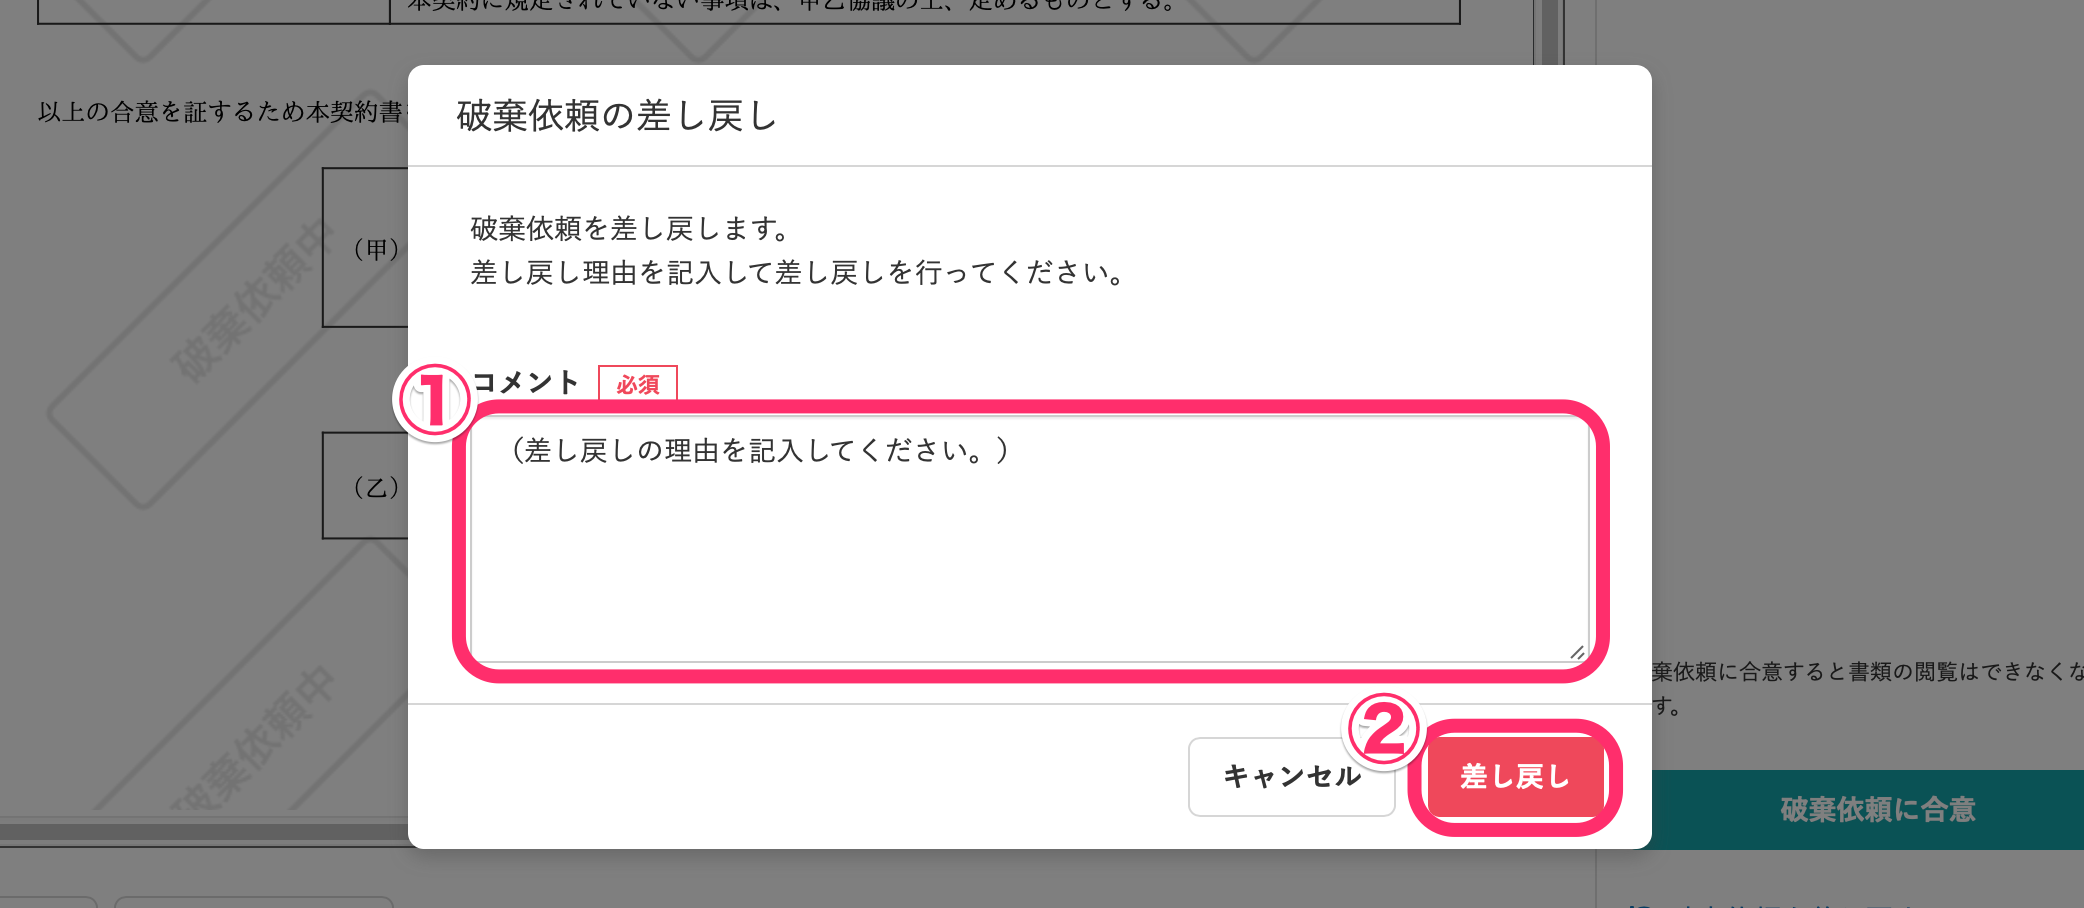 本契約に規定されていない事項は、甲乙協議の上、定めるものとする。
以上の合意を証するため本契約書
破棄依頼の差し戻し
破棄依頼を差し戻します。
差し戻し理由を記入して差し戻しを行ってください。
(甲)
破棄依頼中
① コメント 必須
(差し戻しの理由を記入してください。)
(乙)
破棄依頼中
棄依頼に合意すると書類の閲覧はできなくな
す。
② キャンセル 差し戻し
破棄依頼に合意